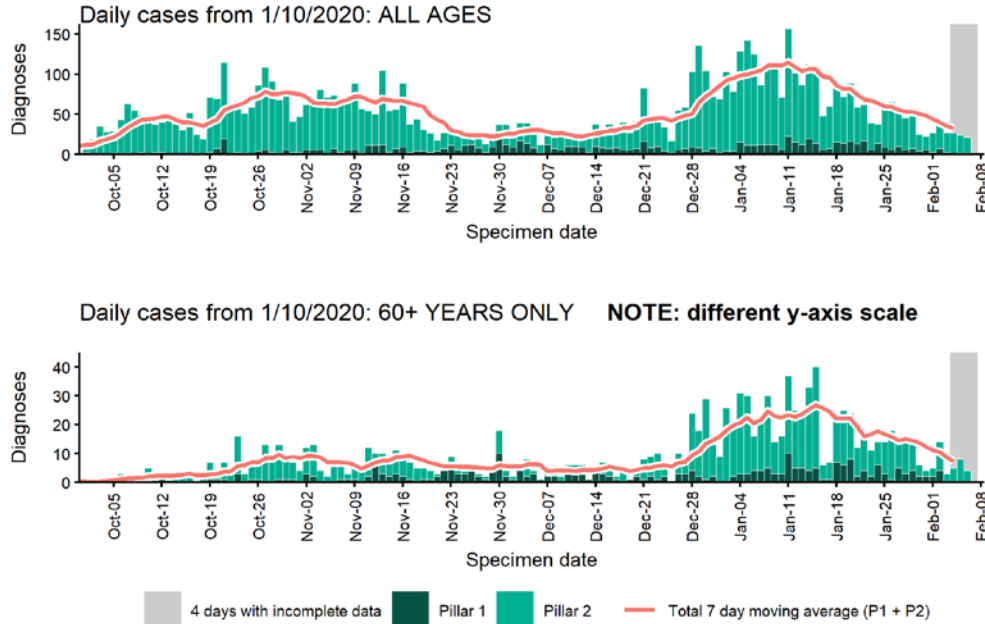 Daily cases from 1/10/2020: ALL AGES
Diagnoses
150
100
50
0
Oct-05
Oct-12
Oct-19
Oct-26
Nov-02
Nov-09
Nov-16
Nov-23
Nov-30
Dec-07
Dec-14
Dec-21
Dec-28
Jan-04
Jan-11
Jan-18
Jan-25
Feb-01
Feb-08
Specimen date
Daily cases from 1/10/2020: 60+ YEARS ONLY NOTE: different y-axis scale
Diagnoses
40
30
20
10
0
Oct-05
Oct-12
Oct-19
Oct-26
Nov-02
Nov-09
Nov-16
Nov-23
Nov-30
Dec-07
Dec-14
Dec-21
Dec-28
Jan-04
Jan-11
Jan-18
Jan-25
Feb-01
Feb-08
Specimen date
4 days with incomplete data Pillar 1 Pillar 2 Total 7 day moving average (P1 + P2)